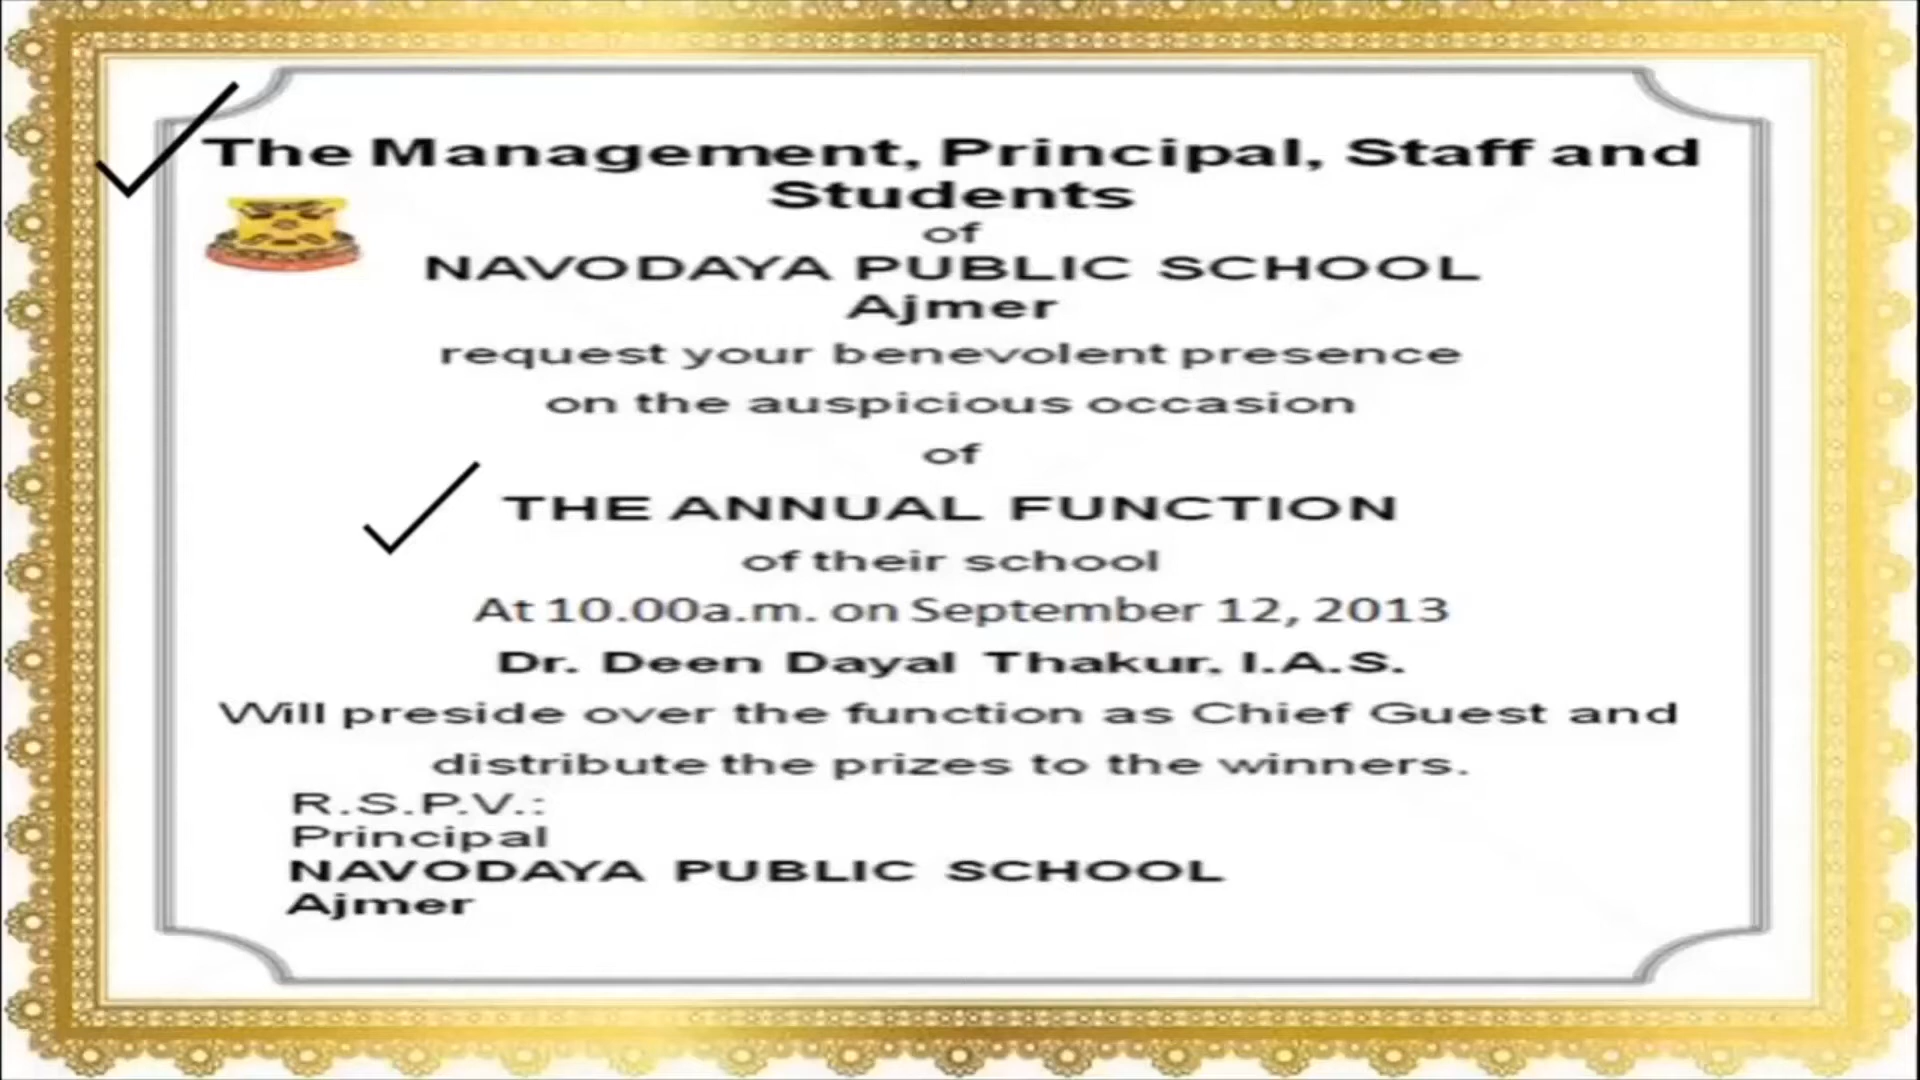 The Management, Principal, Staff and
Students
of
NAVODAYA PUBLIC SCHOOL
Ajmer
request your benevolent presence
on the auspicious occasion
of
THE ANNUAL FUNCTION
of their school
At 10.00a.m. on September 12, 2013
Dr. Deen Dayal Thakur, I.A.S.
Will preside over the function as Chief Guest and
distribute the prizes to the winners.
R.S.P.V.:
Principal
NAVODAYA PUBLIC SCHOOL
Ajmer